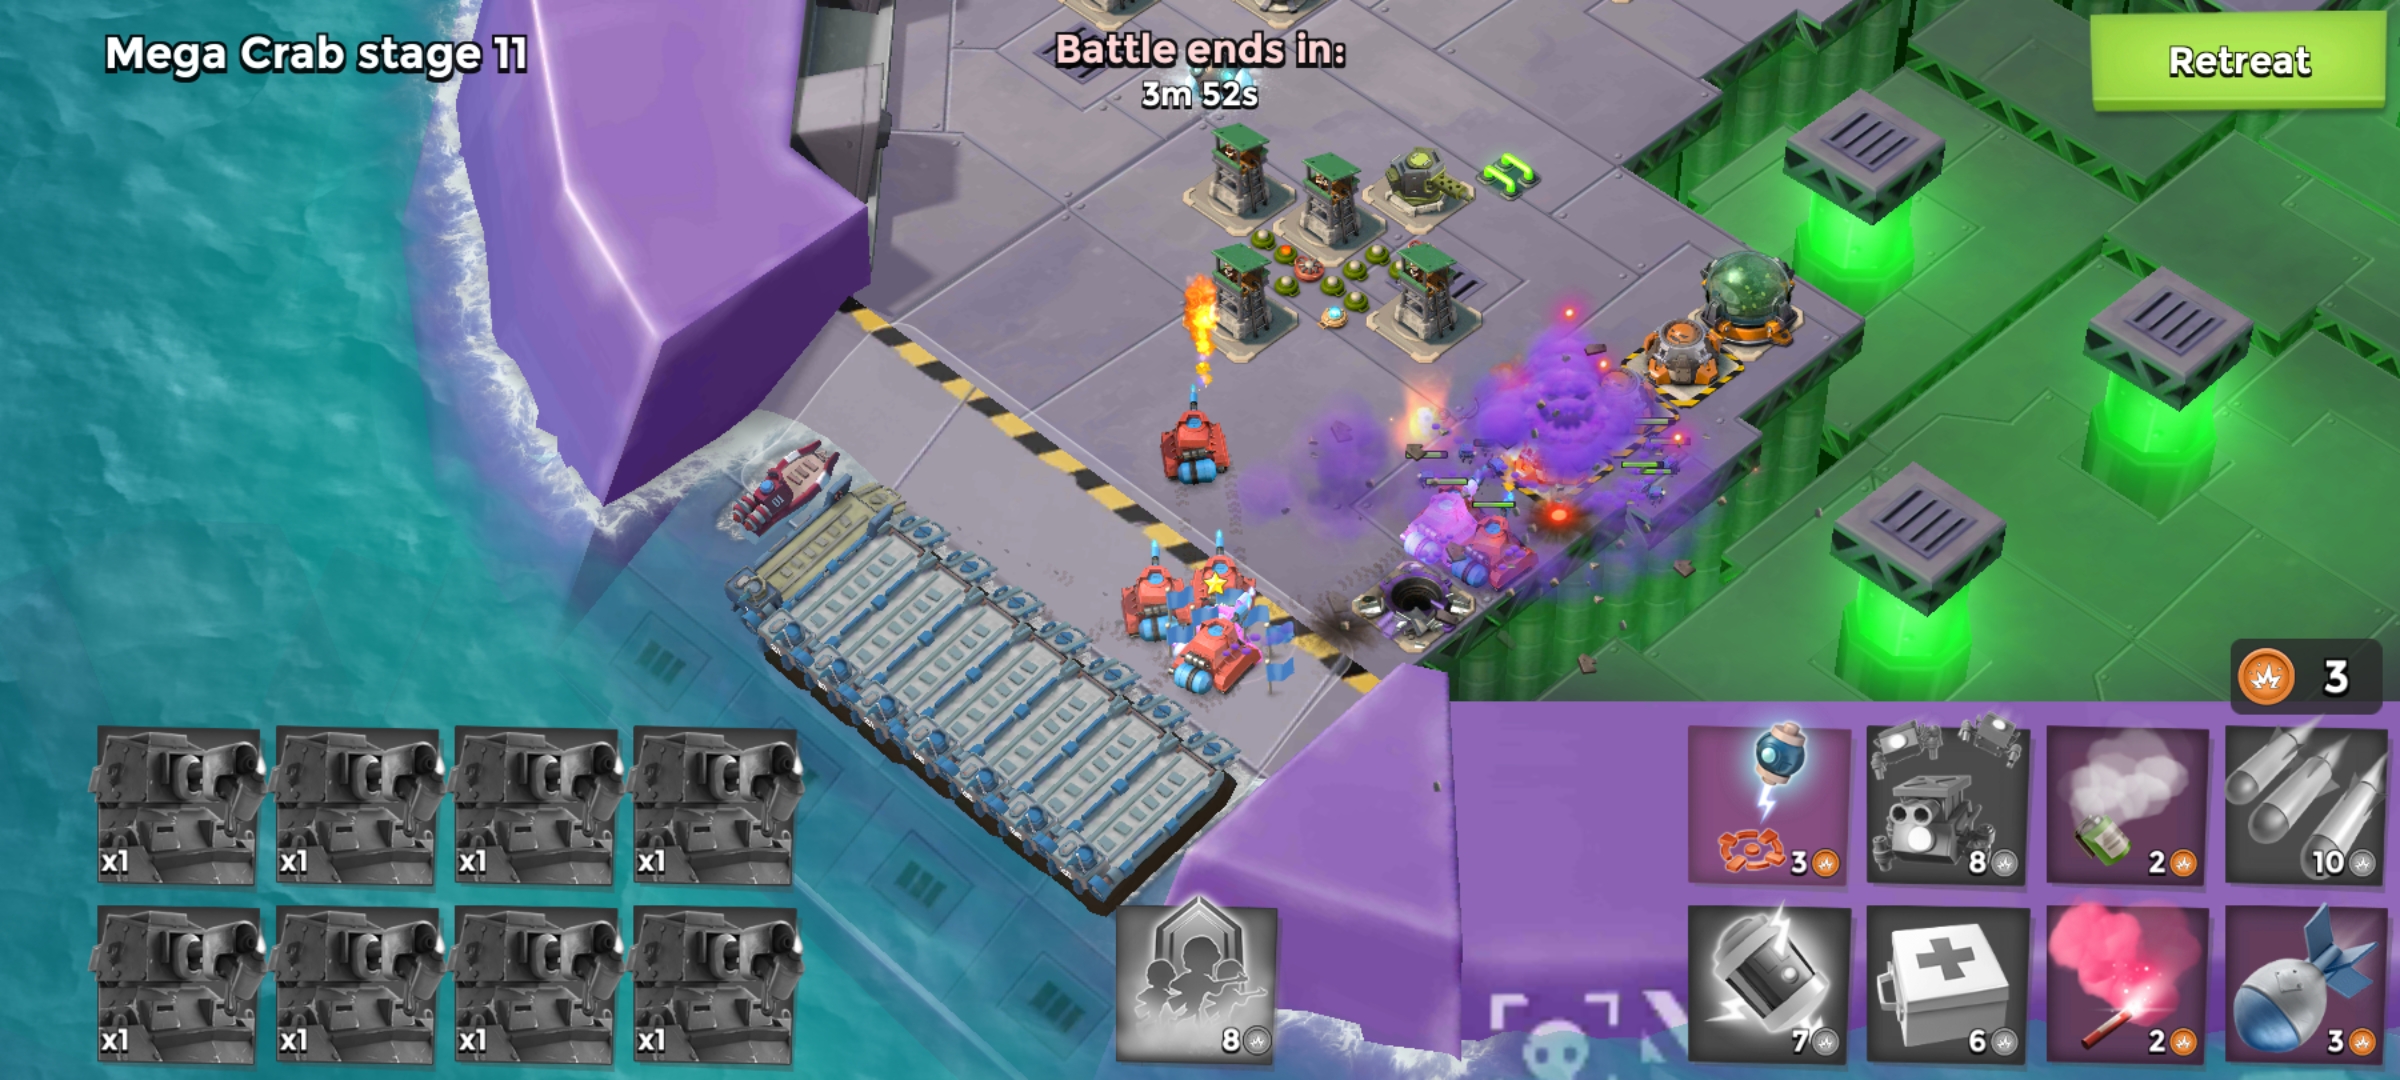 Mega Crab stage 11
Battle ends in:
3m 52s
Retreat
3
x1 x1 x1 x1
3 8 2 10
x1 x1 x1 x1
8
7 6 2 3
01